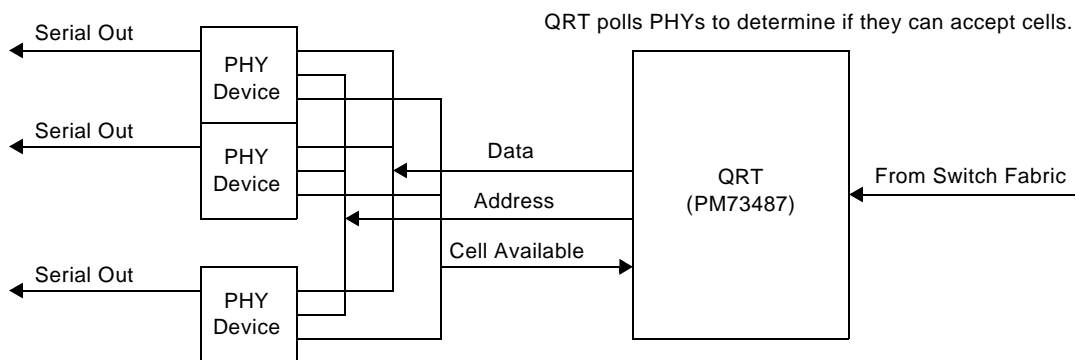 QRT polls PHYs to determine if they can accept cells.
Serial Out
PHY
Device
Serial Out
PHY
Device
Data
Address
Cell Available
QRT
(PM73487)
From Switch Fabric
Serial Out
PHY
Device